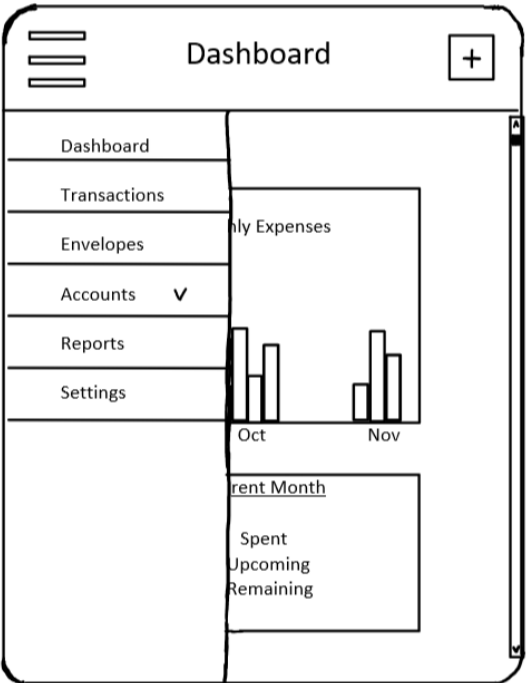 Dashboard
+
Dashboard
Transactions
Envelopes
Accounts
Reports
Settings
hly Expenses
Oct Nov
rent Month
Spent
Upcoming
Remaining